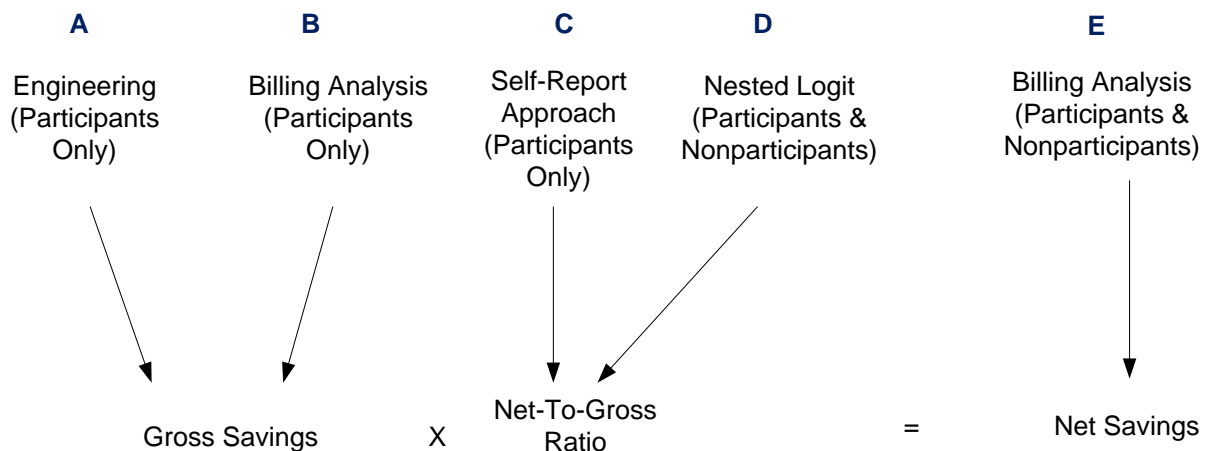 A
B
C
D
E
Engineering
(Participants
Only)
Billing Analysis
(Participants
Only)
Self-Report
Approach
(Participants
Only)
Nested Logit
(Participants &
Nonparticipants)
Billing Analysis
(Participants &
Nonparticipants)
Gross Savings
X
Net-To-Gross
Ratio
=
Net Savings